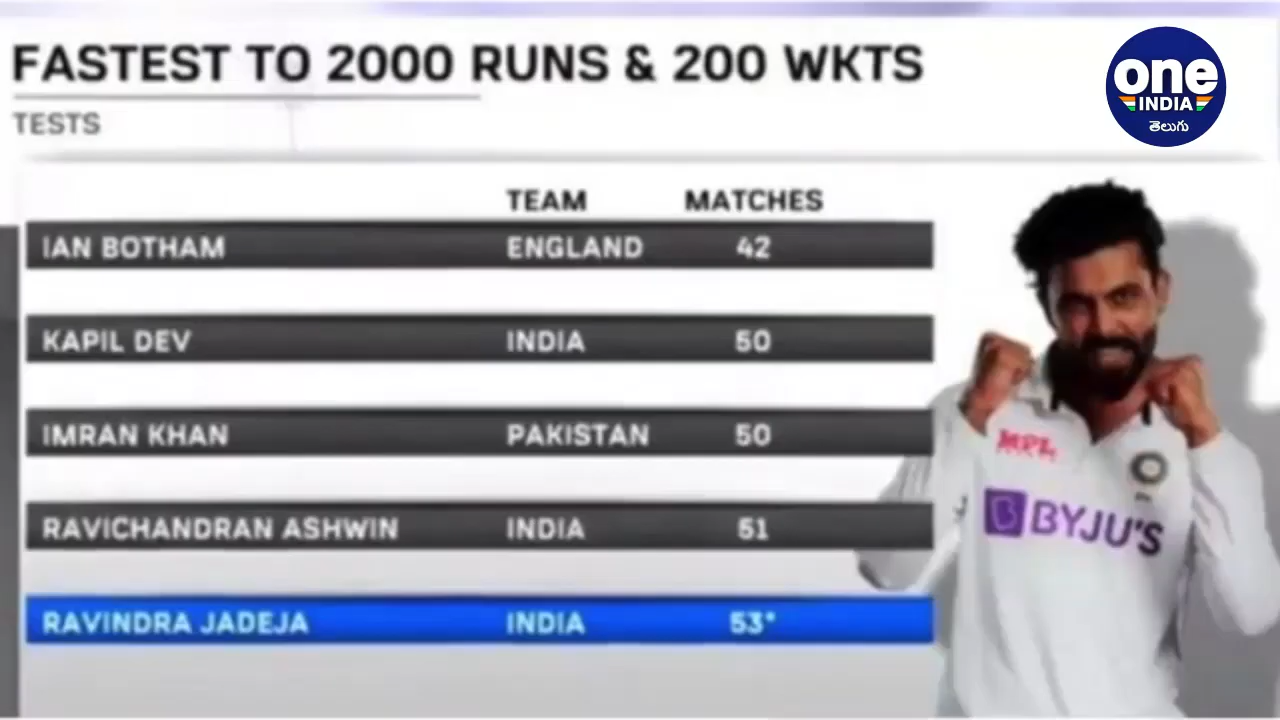 FASTEST TO 2000 RUNS & 200 WKTS
TESTS
one
INDIA
తెలుగు
TEAM MATCHES
IAN BOTHAM ENGLAND 42
KAPIL DEV INDIA 50
IMRAN KHAN PAKISTAN 50
RAVICHANDRAN ASHWIN INDIA 51
RAVINDRA JADEJA INDIA 53*
MPL
BYJU'S